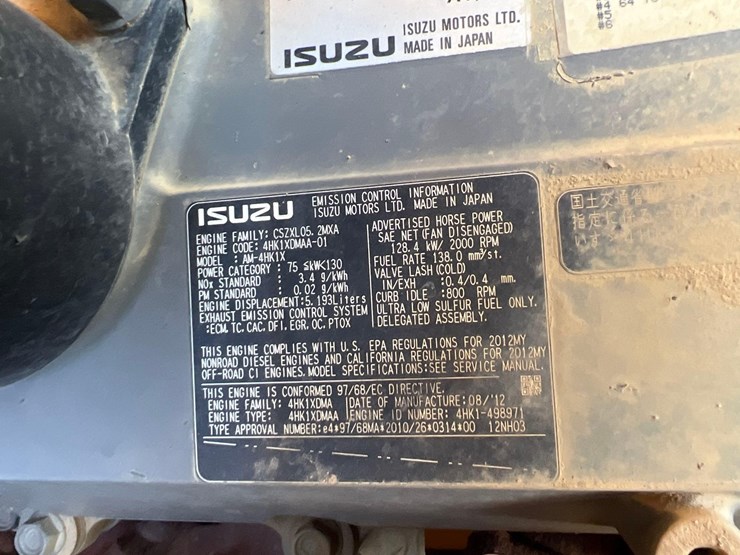 ISUZU
ISUZU MOTORS LTD.
MADE IN JAPAN
ISUZU
EMISSION CONTROL INFORMATION
ISUZU MOTORS LTD. MADE IN JAPAN
ENGINE FAMILY: CSZXL05.2MXA
ENGINE CODE: 4HK1XDMAA-01
MODEL : AM-4HK1X
POWER CATEGORY : 75 ≤kW<130
NOx STANDARD : 3.4 g/kWh
PM STANDARD : 0.02 g/kWh
ENGINE DISPLACEMENT:5.193Liters
EXHAUST EMISSION CONTROL SYSTEM
:ECM, TC, CAC, DFI, EGR, OC, PTOX
ADVERTISED HORSE POWER
SAE NET(FAN DISENGAGED)
128.4 kW/ 2000 RPM
FUEL RATE 138.0 mm³/st.
VALVE LASH(COLD)
IN/EXH : 0.4/0.4 mm.
CURB IDLE :800 RPM
ULTRA LOW SULFUR FUEL ONLY.
DELEGATED ASSEMBLY.
THIS ENGINE COMPLIES WITH U.S. EPA REGULATIONS FOR 2012MY
NONROAD DIESEL ENGINES AND CALIFORNIA REGULATIONS FOR 2012MY
OFF-ROAD CI ENGINES. MODEL SPECIFICATIONS:SEE SERVICE MANUAL.
THIS ENGINE IS CONFORMED 97/68/EC DIRECTIVE.
ENGINE FAMILY: 4HK1XDMA DATE OF MANUFACTURE:08/'12
ENGINE TYPE: 4HK1XDMAA ENGINE ID NUMBER: 4HK1-498971
TYPE APPROVAL NUMBER:e4*97/68MA*2010/26*0314*00 12NH03
国土交通省
指定